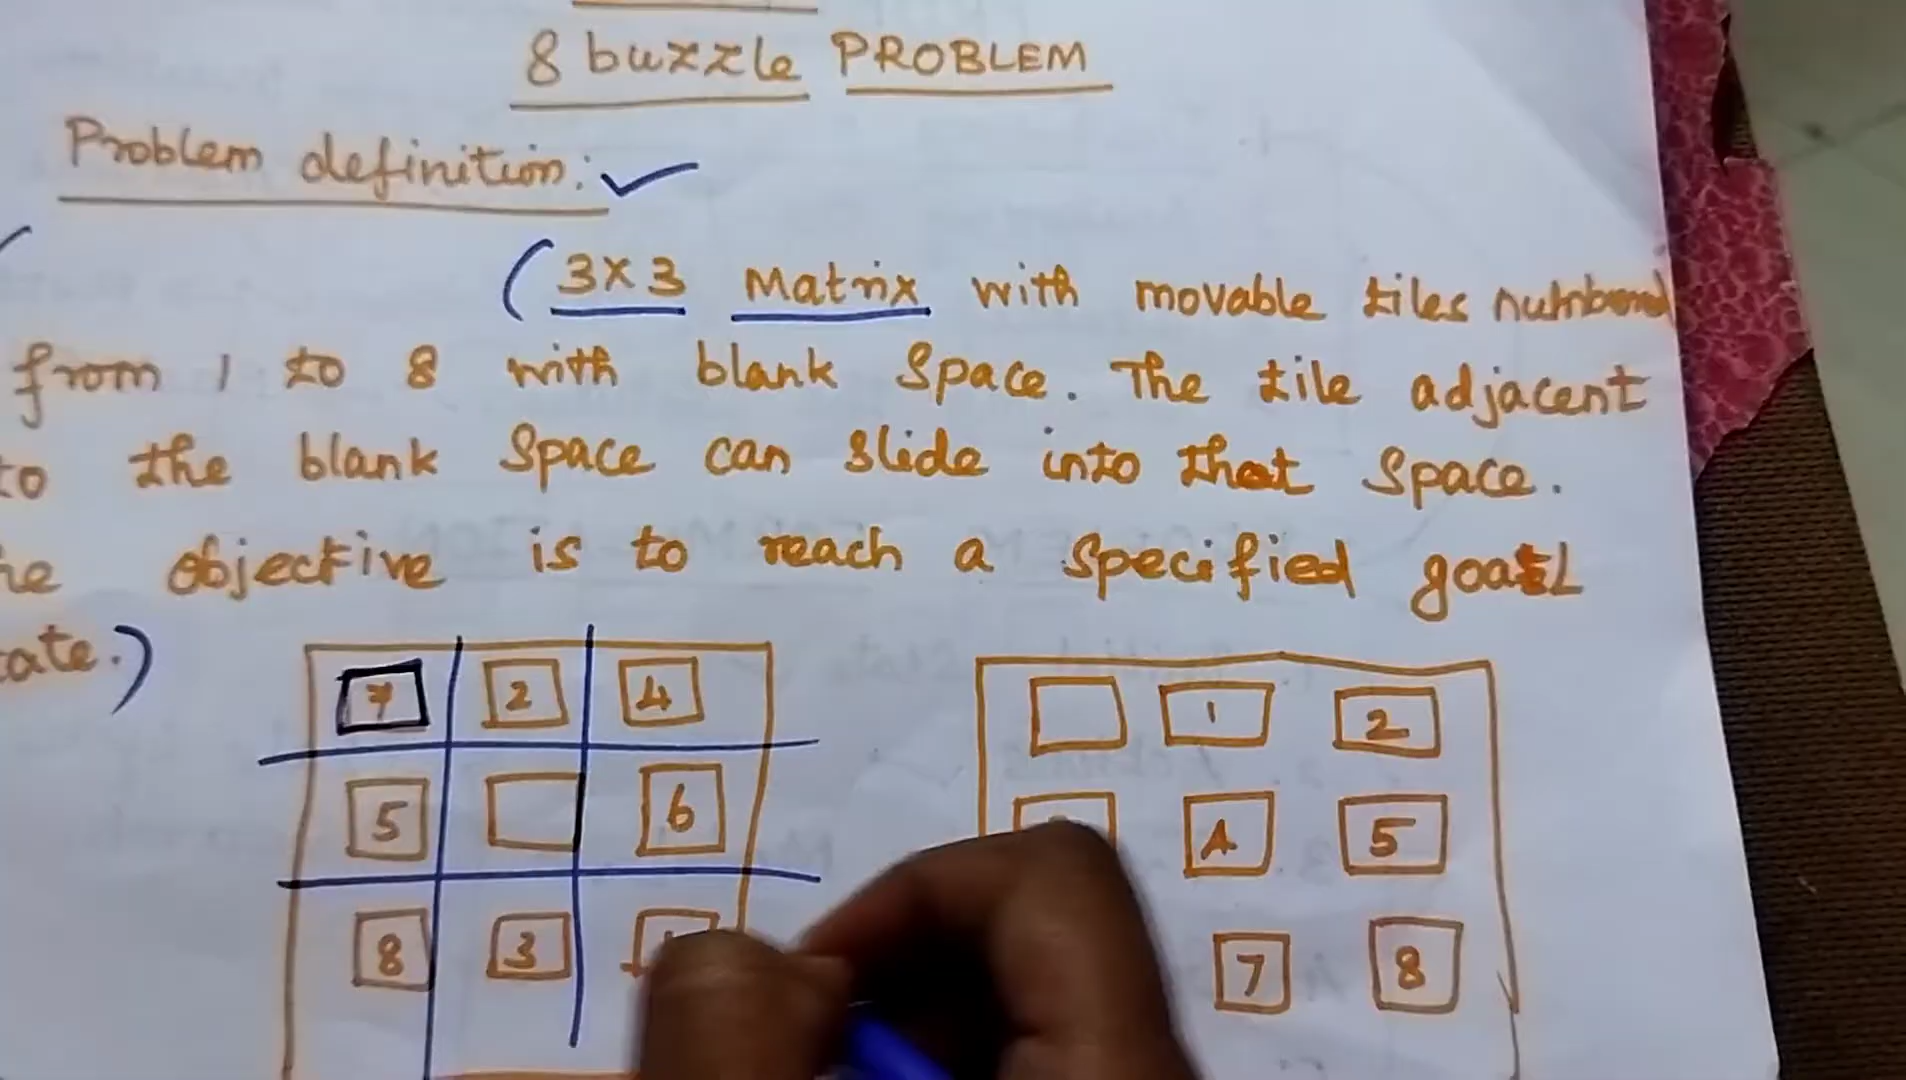 8 buzzle PROBLEM
Problem definition:
(3x3 Matrix with movable tiles numbered
from 1 to 8 with blank Space. The tile adjacent
to the blank Space can slide into that Space.
objective is to reach a specified goal
7 2 4
1 2
5 6
4 5
8 3
7 8